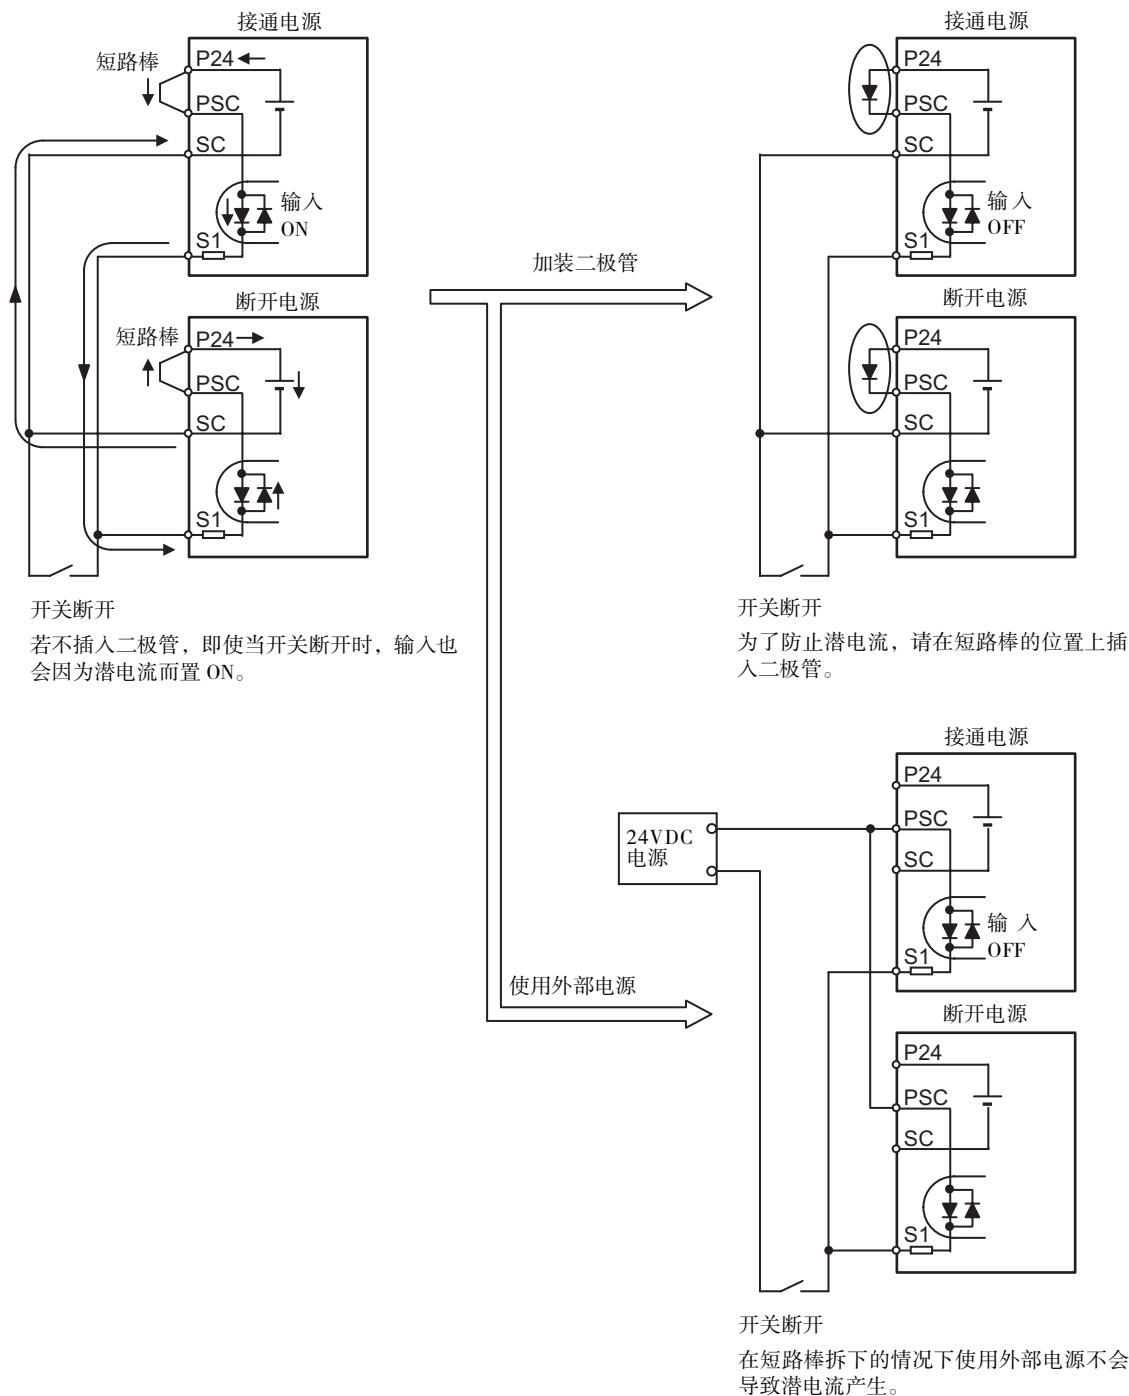 接通电源
短路棒
P24
PSC
SC
输入
ON
S1
断开电源
短路棒
P24
PSC
SC
S1
开关断开
若不插入二极管，即使当开关断开时，输入也
会因为潜电流而置 ON。
加装二极管
使用外部电源
接通电源
P24
PSC
SC
输入
OFF
S1
断开电源
P24
PSC
SC
S1
开关断开
为了防止潜电流，请在短路棒的位置上插
入二极管。
接通电源
24VDC
电源
P24
PSC
SC
输入
OFF
S1
断开电源
P24
PSC
SC
S1
开关断开
在短路棒拆下的情况下使用外部电源不会
导致潜电流产生。